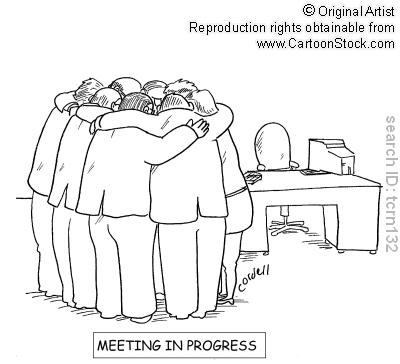 © Original Artist
Reproduction rights obtainable from
www.CartoonStock.com
search ID: tcrn132
cowell
MEETING IN PROGRESS